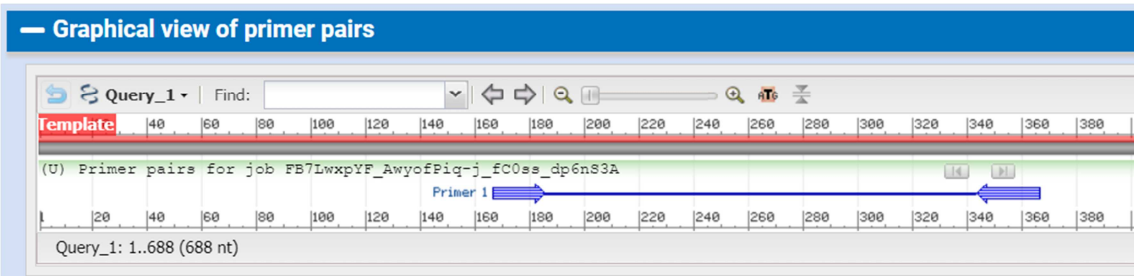 Graphical view of primer pairs
Query_1 Find:
Template 40 60 80 100 120 140 160 180 200 220 240 260 280 300 320 340 360 380
(U) Primer pairs for job FB7LwxpYF_AwyofPiq-j_fC0ss_dp6nS3A
Primer 1
1 20 40 60 80 100 120 140 160 180 200 220 240 260 280 300 320 340 360 380
Query_1: 1..688 (688 nt)